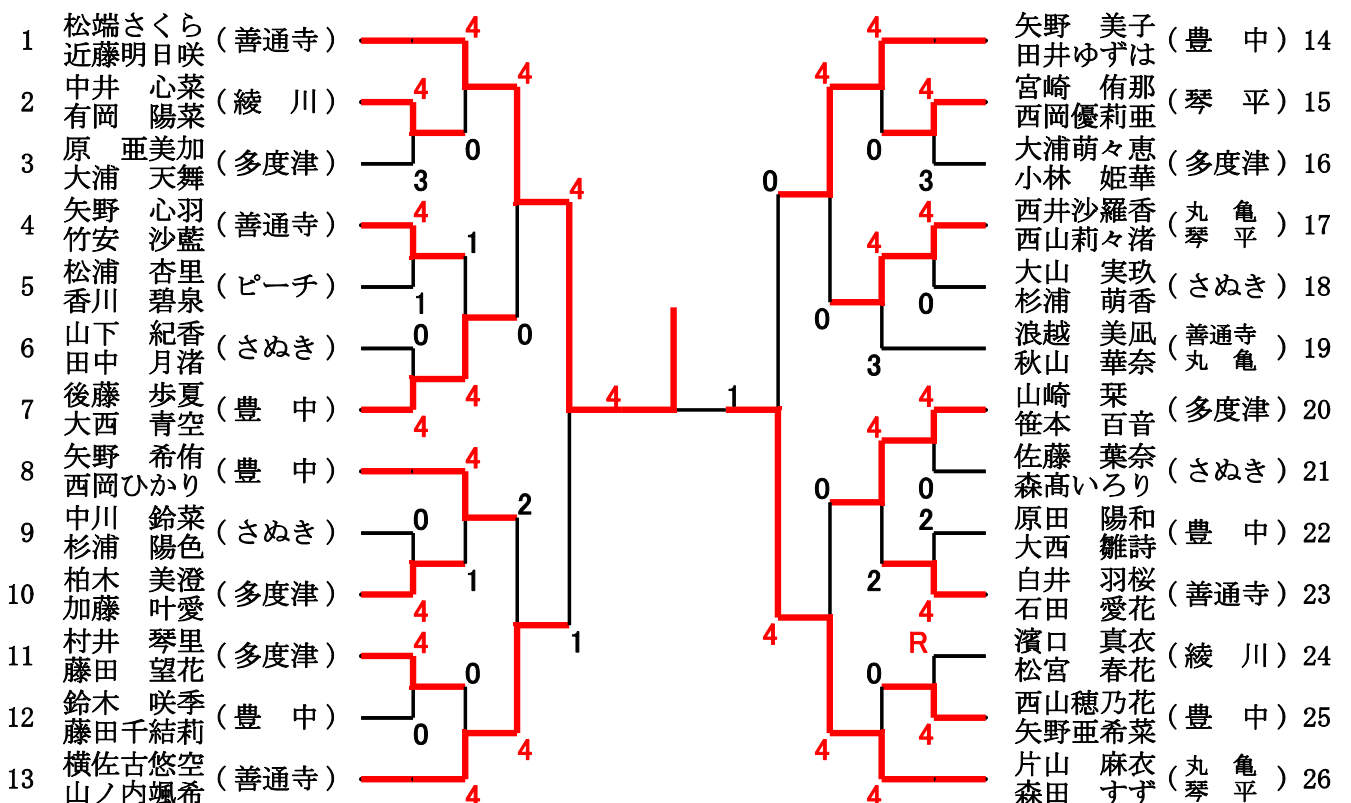 1 松端さくら (善通寺)
近藤明日咲
2 中井 心菜 (綾 川)
有岡 陽菜
3 原 亜美加 (多度津)
大浦 天舞
4 矢野 心羽 (善通寺)
竹安 沙藍
5 松浦 杏里 (ピーチ)
香川 碧泉
6 山下 紀香 (さぬき)
田中 月渚
7 後藤 歩夏 (豊 中)
大西 青空
8 矢野 希侑 (豊 中)
西岡ひかり
9 中川 鈴菜 (さぬき)
杉浦 陽色
10 柏木 美澄 (多度津)
加藤 叶愛
11 村井 琴里 (多度津)
藤田 望花
12 鈴木 咲季 (豊 中)
藤田千結莉
13 横佐古悠空 (善通寺)
山ノ内颯希
4
4
0
3
4
1
0
4
4
0
4
4
0
4
1
4
0
1
0
4
4
2
0
4
4
1
4
1
4
4
0
0
4
0
4
4
0
4
3
4
0
4
3
4
0
2
4
R
4
4
2
0
4
矢野 美子 (豊 中) 14
田井ゆずは
宮崎 侑那 (琴 平) 15
西岡優莉亜
大浦萌々恵 (多度津) 16
小林 姫華
西井沙羅香 (丸 亀
西山莉々渚 琴 平) 17
大山 実玖 (さぬき) 18
杉浦 萌香
浪越 美凪 (善通寺
秋山 華奈 丸 亀) 19
山崎 栞 (多度津) 20
笹本 百音
佐藤 葉奈 (さぬき) 21
森髙いろり
原田 陽和 (豊 中) 22
大西 雛詩
白井 羽桜 (善通寺) 23
石田 愛花
濱口 真衣 (綾 川) 24
松宮 春花
西山穂乃花 (豊 中) 25
矢野亜希菜
片山 麻衣 (丸 亀
森田 すず 琴 平) 26